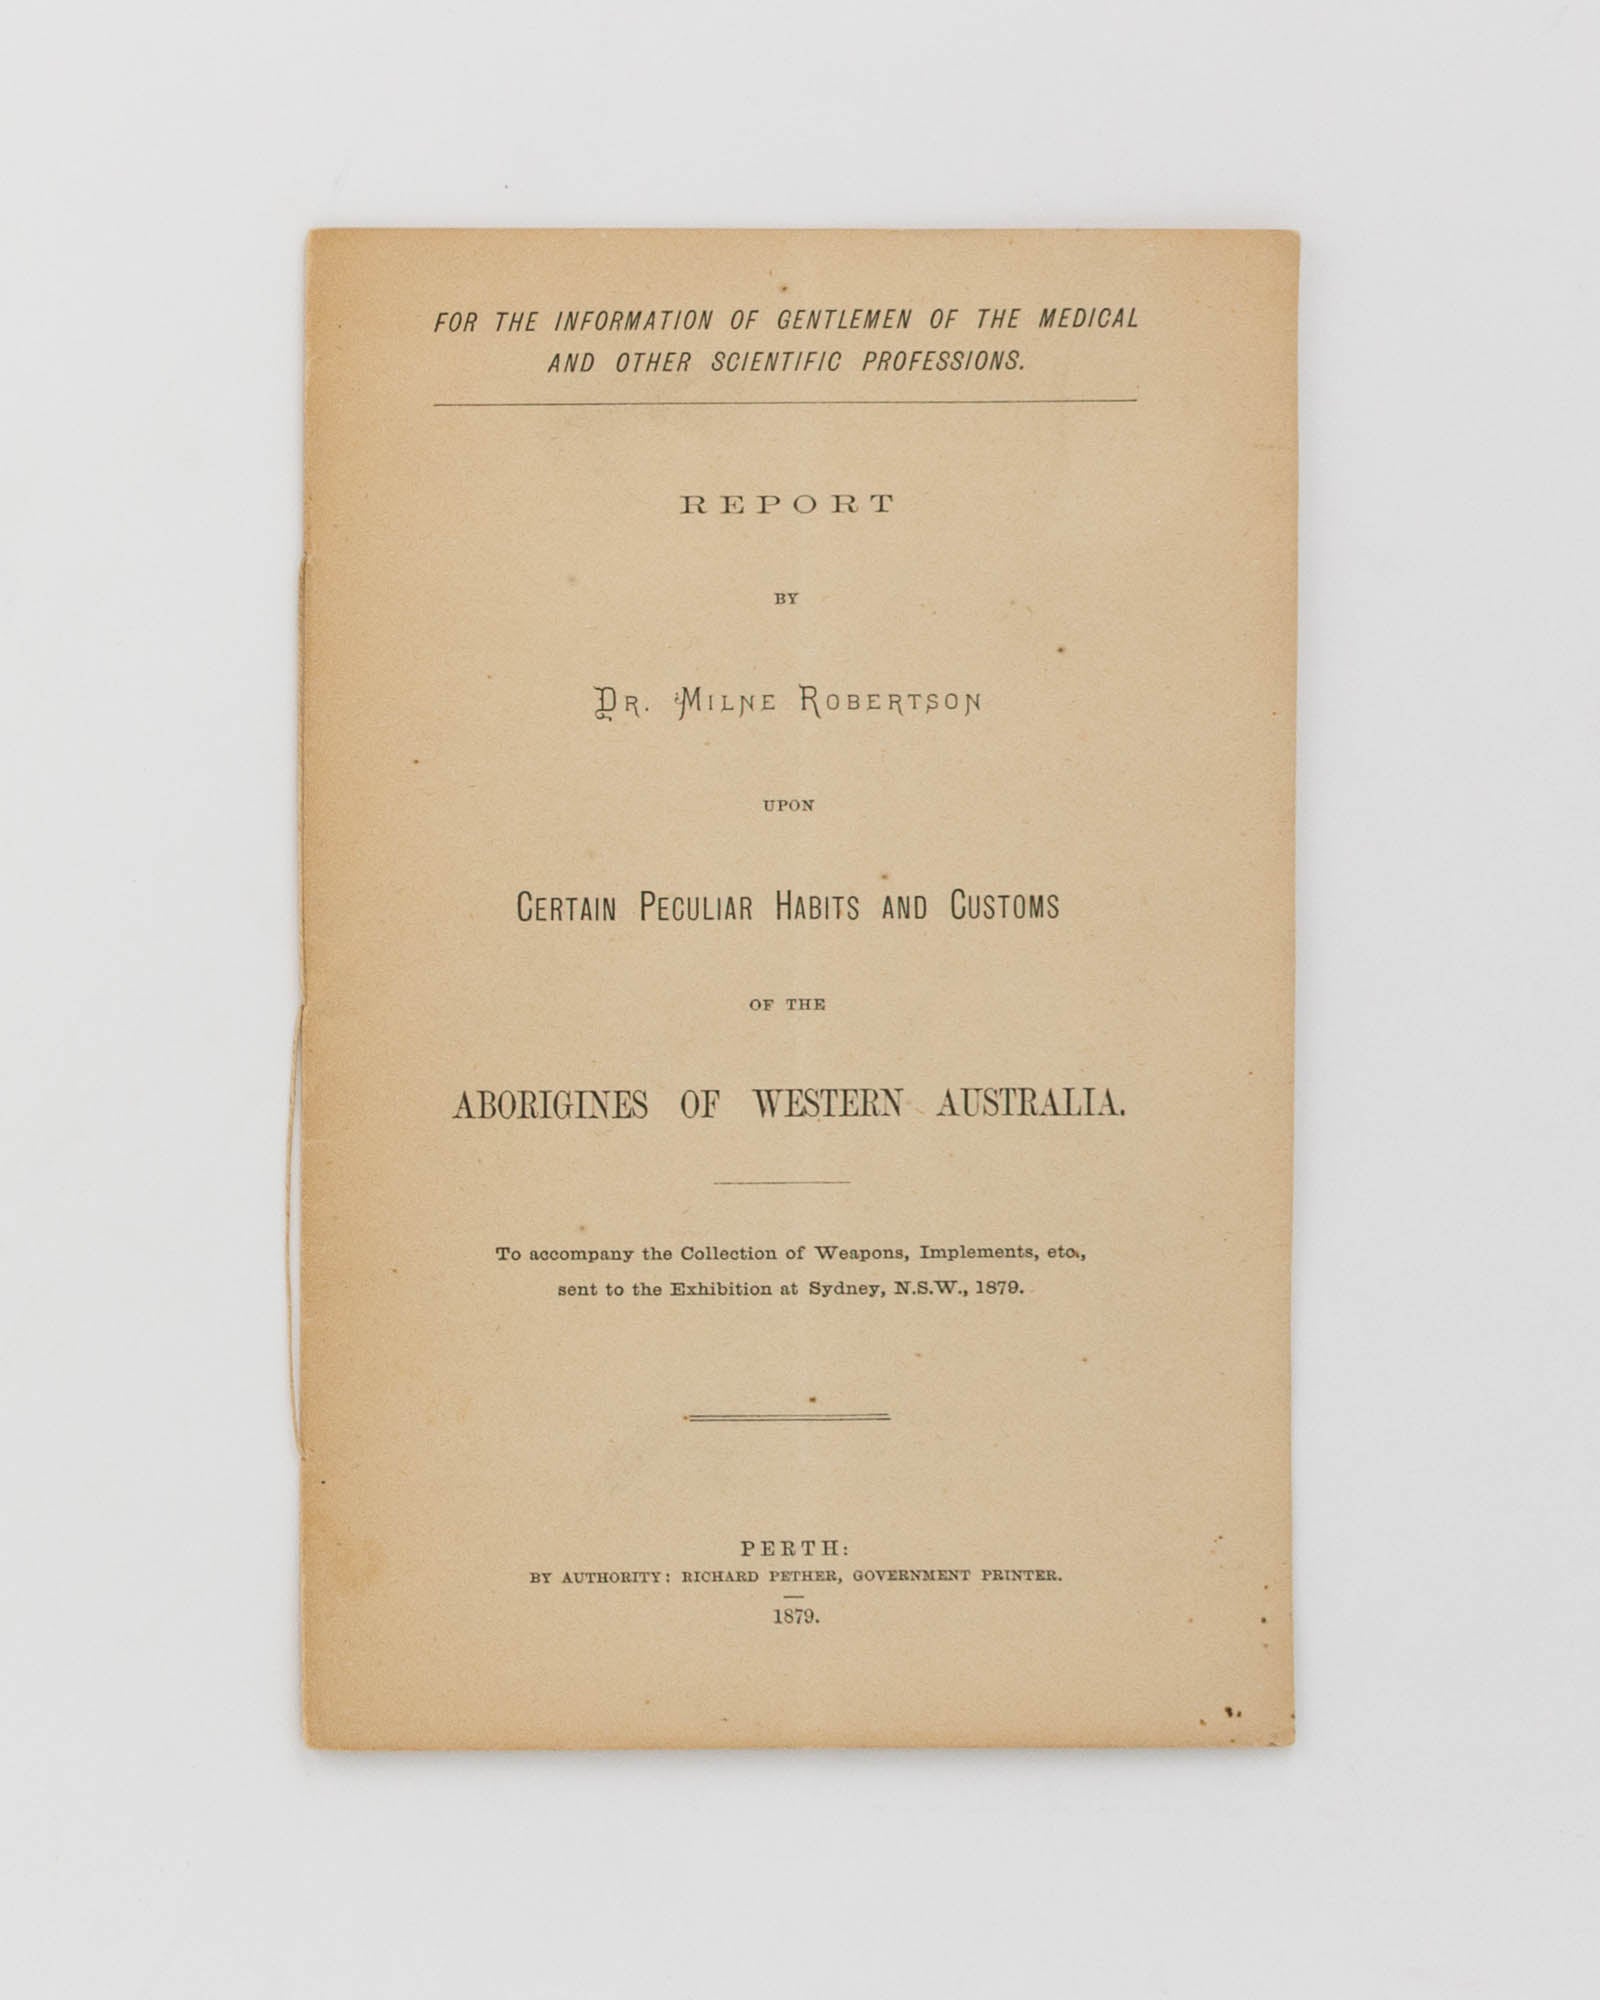 FOR THE INFORMATION OF GENTLEMEN OF THE MEDICAL
AND OTHER SCIENTIFIC PROFESSIONS.
REPORT
BY
DR. MILNE ROBERTSON
UPON
CERTAIN PECULIAR HABITS AND CUSTOMS
OF THE
ABORIGINES OF WESTERN AUSTRALIA.
To accompany the Collection of Weapons, Implements, etc.,
sent to the Exhibition at Sydney, N.S.W., 1879.
PERTH:
BY AUTHORITY: RICHARD PETHER, GOVERNMENT PRINTER.
1879.